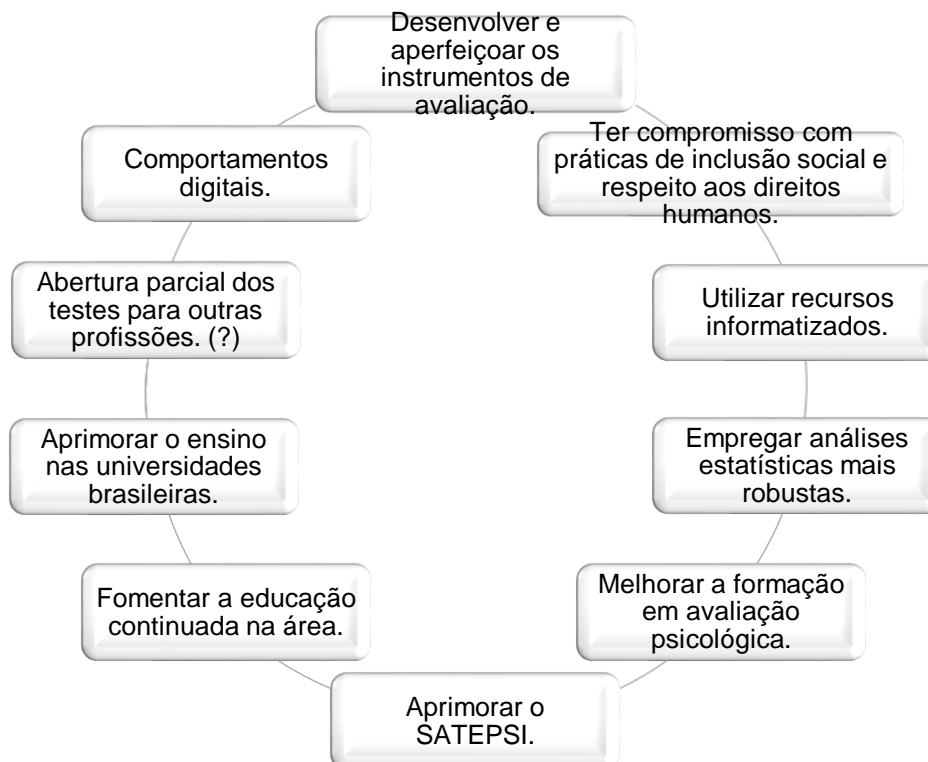 Desenvolver e
aperfeiçoar os
instrumentos de
avaliação.
Ter compromisso com
práticas de inclusão social e
respeito aos direitos
humanos.
Utilizar recursos
informatizados.
Empregar análises
estatísticas mais
robustas.
Melhorar a formação
em avaliação
psicológica.
Aprimorar o
SATEPSI.
Fomentar a educação
continuada na área.
Aprimorar o ensino
nas universidades
brasileiras.
Abertura parcial dos
testes para outras
profissões. (?)
Comportamentos
digitais.